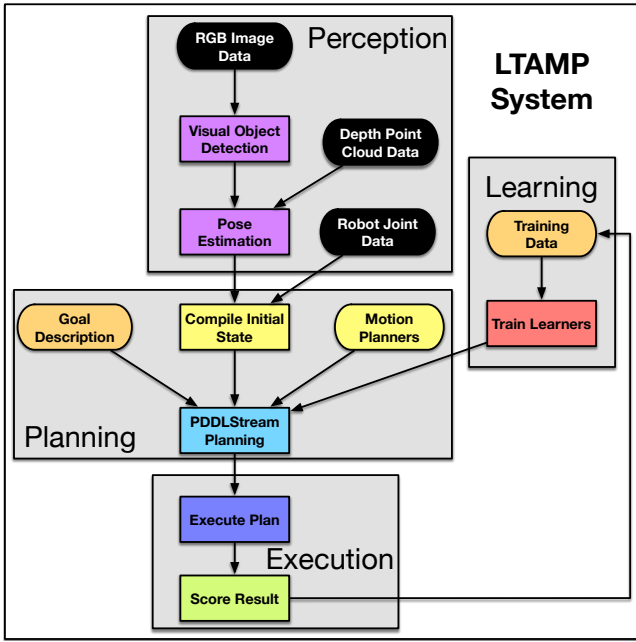 LTAMP
System
Perception
RGB Image
Data
Visual Object
Detection
Depth Point
Cloud Data
Pose
Estimation
Robot Joint
Data
Learning
Training
Data
Train Learners
Goal
Description
Compile Initial
State
Motion
Planners
PDDLStream
Planning
Planning
Execute Plan
Execution
Score Result